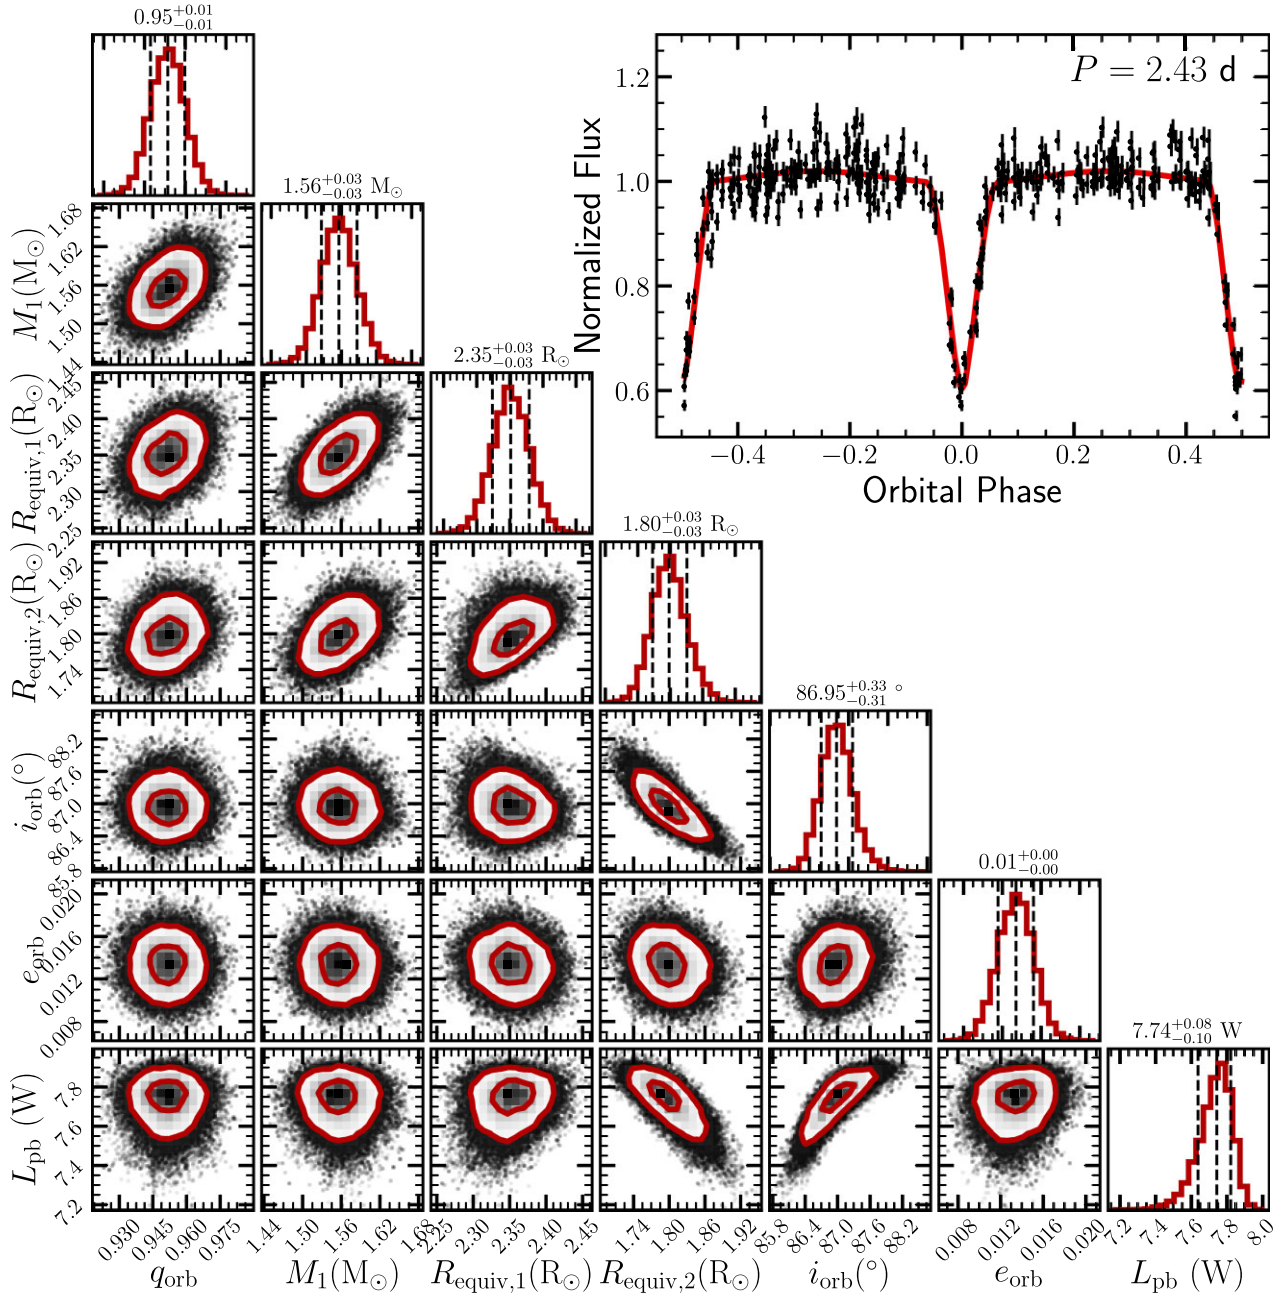 0.95+0.01−0.01
P = 2.43 d
1.2
1.0
0.8
0.6
Normalized Flux
−0.4 −0.2 0.0 0.2 0.4
Orbital Phase
1.56+0.03−0.03 M⊙
1.68
1.62
1.56
1.50
1.44
M1(M⊙)
2.35+0.03−0.03 R⊙
2.45
2.40
2.35
2.30
2.25
Requiv,1(R⊙)
1.80+0.03−0.03 R⊙
1.92
1.86
1.80
1.74
Requiv,2(R⊙)
86.95+0.33−0.31 °
88.2
87.6
87.0
86.4
85.8
iorb(°)
0.01+0.00−0.00
0.020
0.016
0.012
0.008
eorb
7.74+0.08−0.10 W
7.8
7.6
7.4
7.2
Lpb (W)
0.930 0.945 0.960 0.975 1.44 1.50 1.56 1.62 1.68 2.25 2.30 2.35 2.40 2.45 1.74 1.80 1.86 1.92 85.8 86.4 87.0 87.6 88.2 0.008 0.012 0.016 0.020 7.2 7.4 7.6 7.8 8.0
qorb M1(M⊙) Requiv,1(R⊙) Requiv,2(R⊙) iorb(°) eorb Lpb (W)